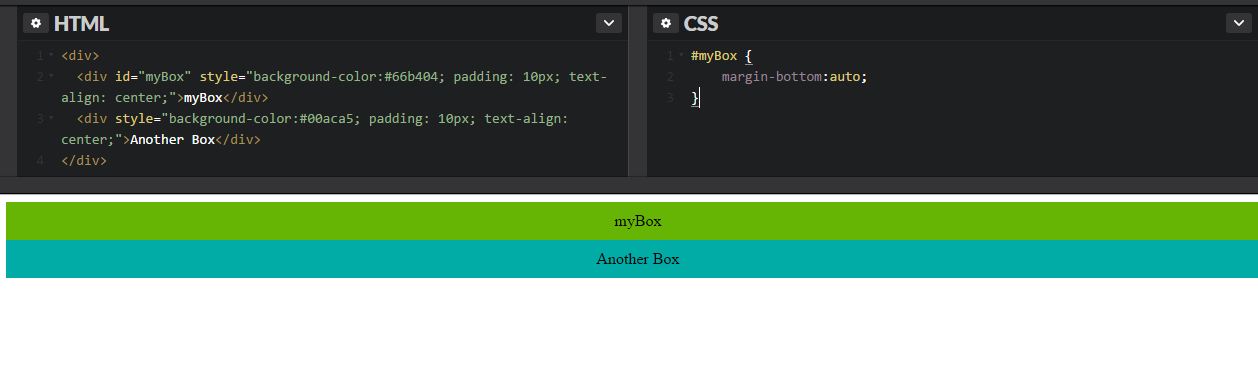 HTML
1 <div>
2 <div id="myBox" style="background-color:#66b404; padding: 10px; text-
align: center;">myBox</div>
3 <div style="background-color:#00aca5; padding: 10px; text-align:
center;">Another Box</div>
4 </div>
CSS
1 #myBox {
2 margin-bottom:auto;
3 }
myBox
Another Box